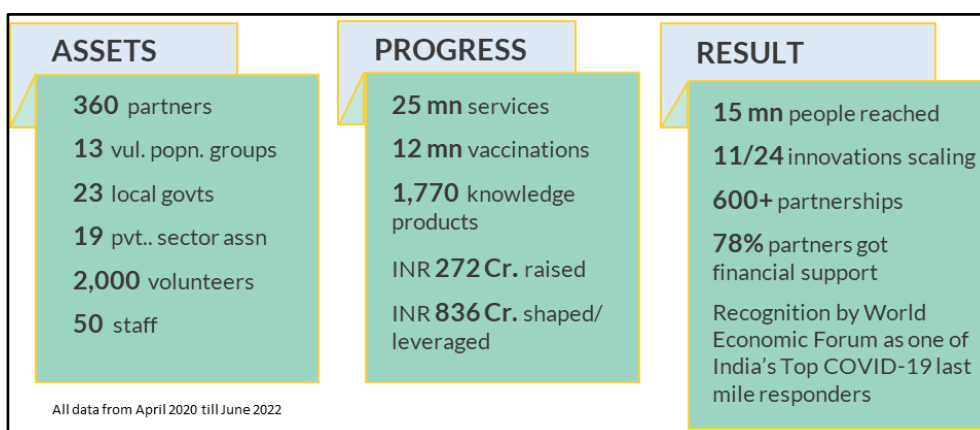 ASSETS
360 partners
13 vul. popn. groups
23 local govts
19 pvt.. sector assn
2,000 volunteers
50 staff
PROGRESS
25 mn services
12 mn vaccinations
1,770 knowledge
products
INR 272 Cr. raised
INR 836 Cr. shaped/
leveraged
RESULT
15 mn people reached
11/24 innovations scaling
600+ partnerships
78% partners got
financial support
Recognition by World
Economic Forum as one of
India's Top COVID-19 last
mile responders
All data from April 2020 till June 2022